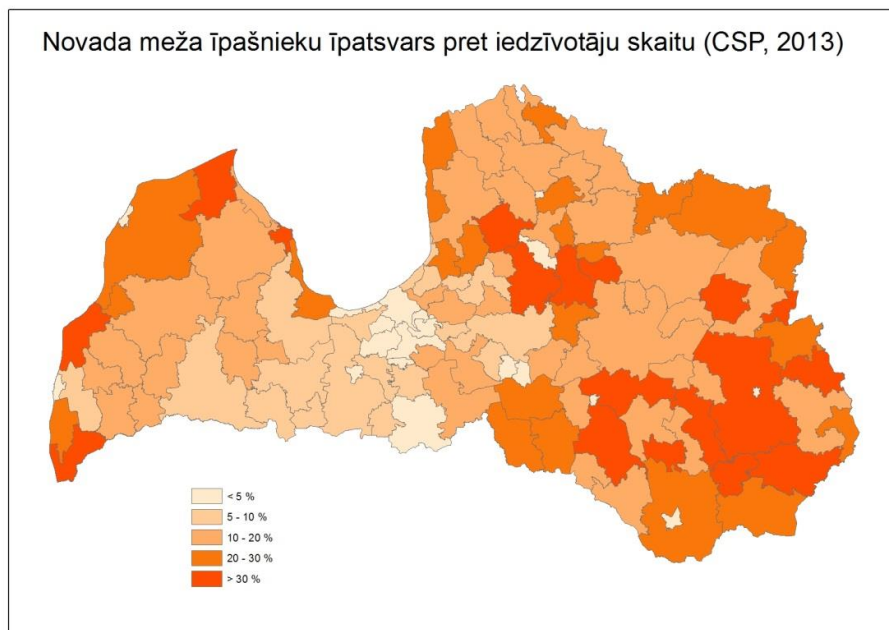 Novada meža īpašnieku īpatsvars pret iedzīvotāju skaitu (CSP, 2013)
< 5 %
5 - 10 %
10 - 20 %
20 - 30 %
> 30 %